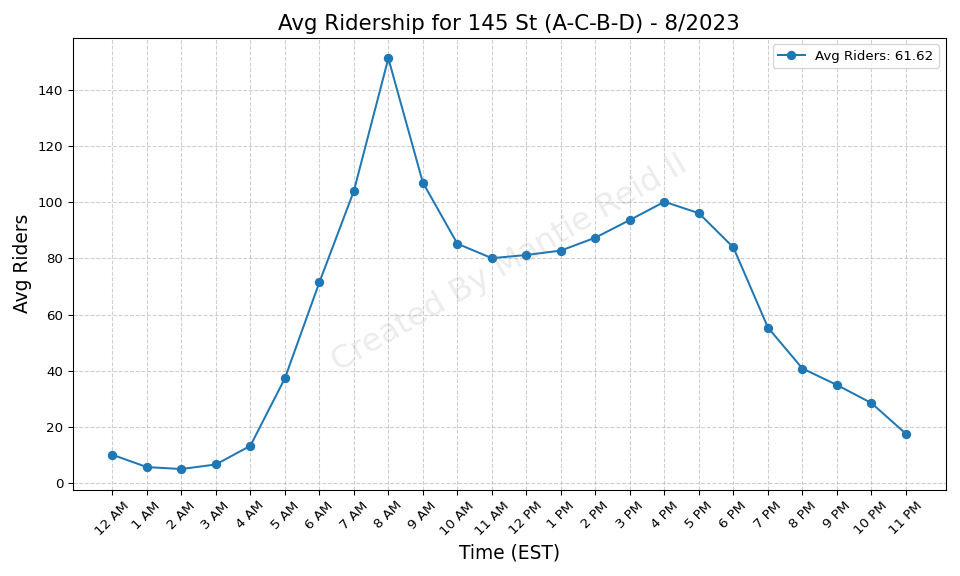 Avg Ridership for 145 St (A-C-B-D) - 8/2023
Avg Riders: 61.62
140
120
100
80
60
40
20
0
Avg Riders
Created By Mantie Reid II
12 AM
1 AM
2 AM
3 AM
4 AM
5 AM
6 AM
7 AM
8 AM
9 AM
10 AM
11 AM
12 PM
1 PM
2 PM
3 PM
4 PM
5 PM
6 PM
7 PM
8 PM
9 PM
10 PM
11 PM
Time (EST)